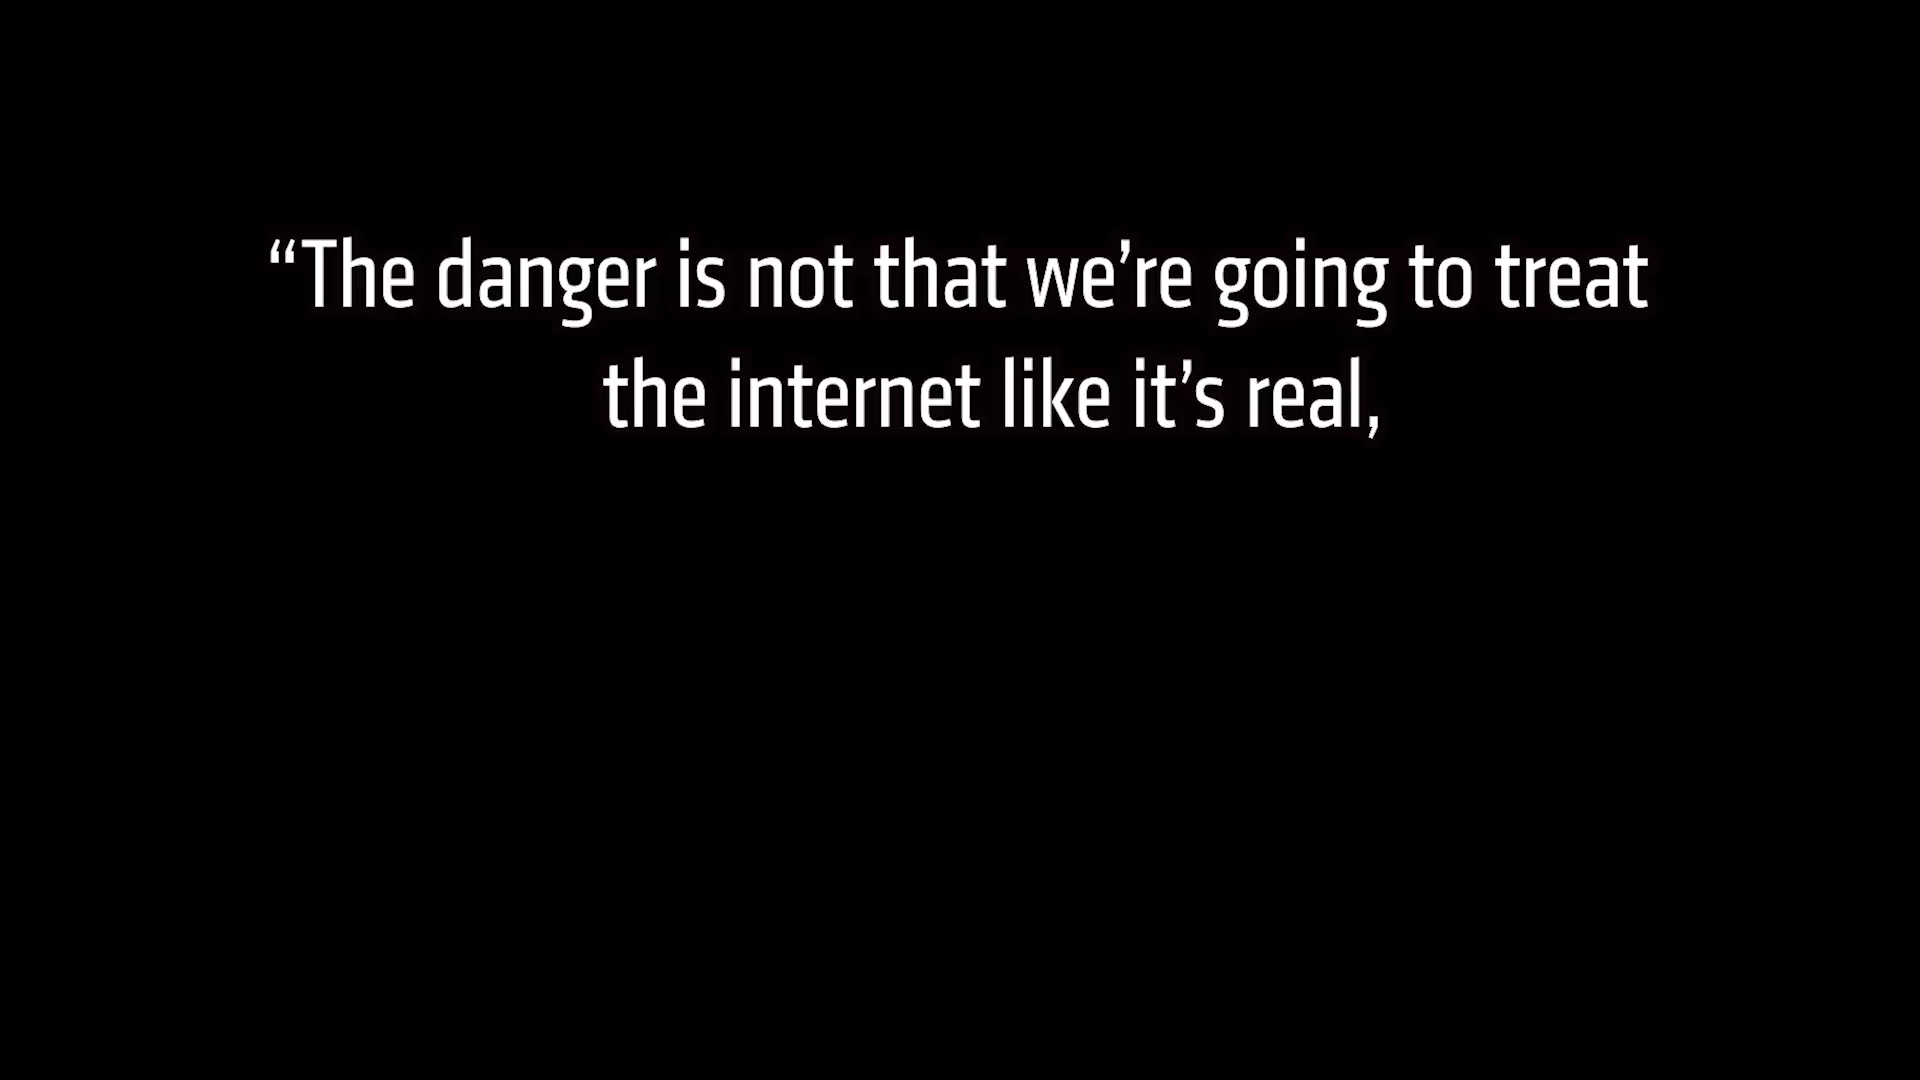 “The danger is not that we’re going to treat
the internet like it’s real,